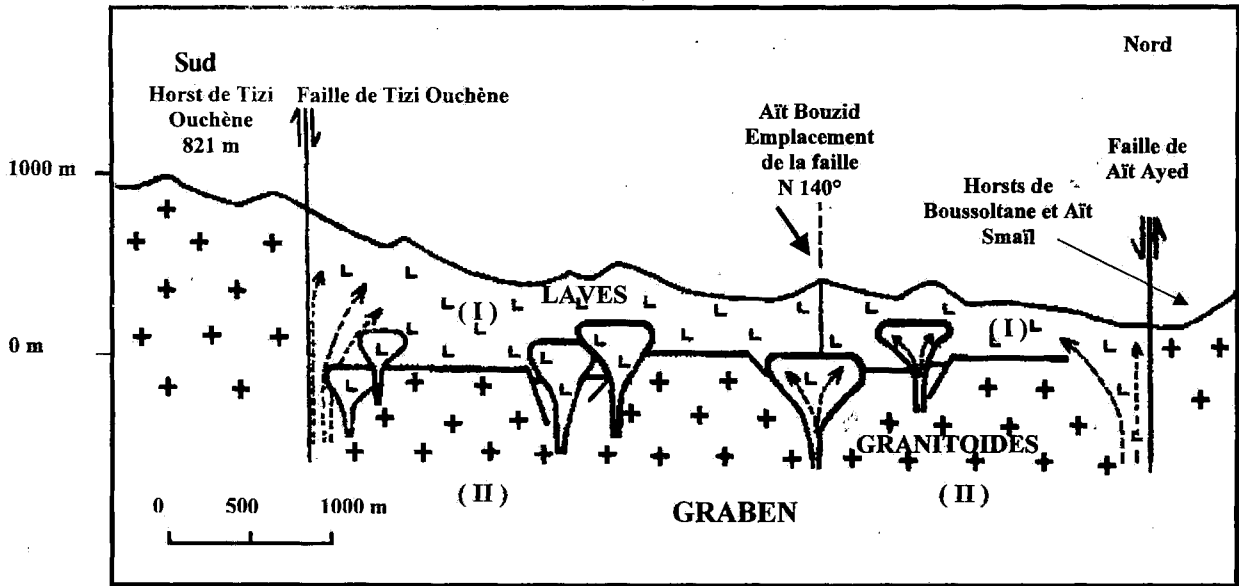 Nord
Sud
Horst de Tizi
Ouchène
821 m
Faille de Tizi Ouchène
Aït Bouzid
Emplacement
de la faille
N 140°
Faille de
Aït Ayed
Horsts de
Boussoltane et Aït
Smaïl
1000 m
0 m
LAVES
( I )
( I )
GRANITOIDES
( II )
( II )
GRABEN
0 500 1000 m